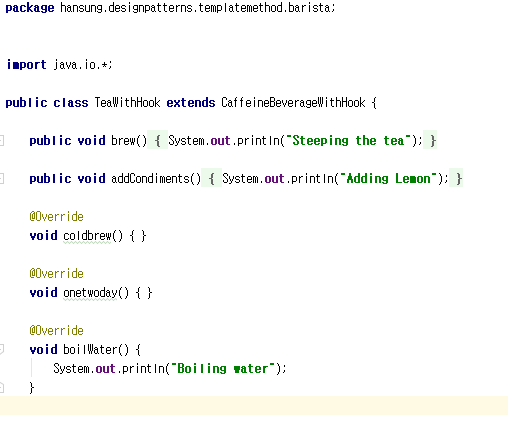 package hansung.designpatterns.templatemethod.barista;
import java.io.*;
public class TeaWithHook extends CaffeineBeverageWithHook {
public void brew() { System.out.println("Steeping the tea"); }
public void addCondiments() { System.out.println("Adding Lemon"); }
@Override
void coldbrew() { }
@Override
void onetwoday() { }
@Override
void boilWater() {
System.out.println("Boiling water");
}